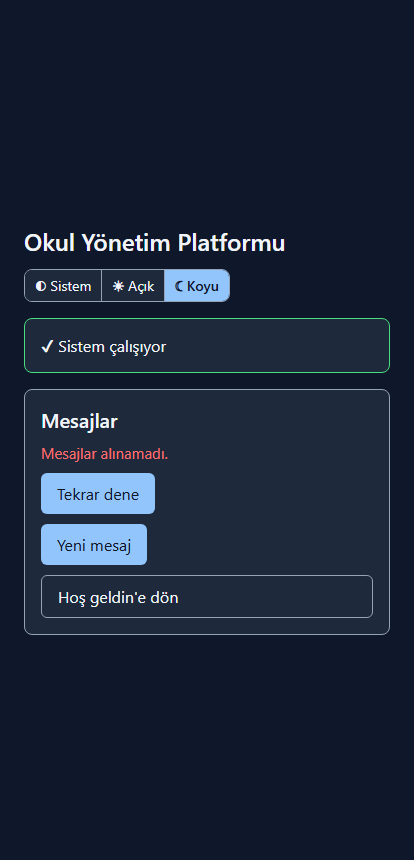 Okul Yönetim Platformu
◐ Sistem ☀ Açık ☾ Koyu
✔ Sistem çalışıyor
Mesajlar
Mesajlar alınamadı.
Tekrar dene
Yeni mesaj
Hoş geldin'e dön